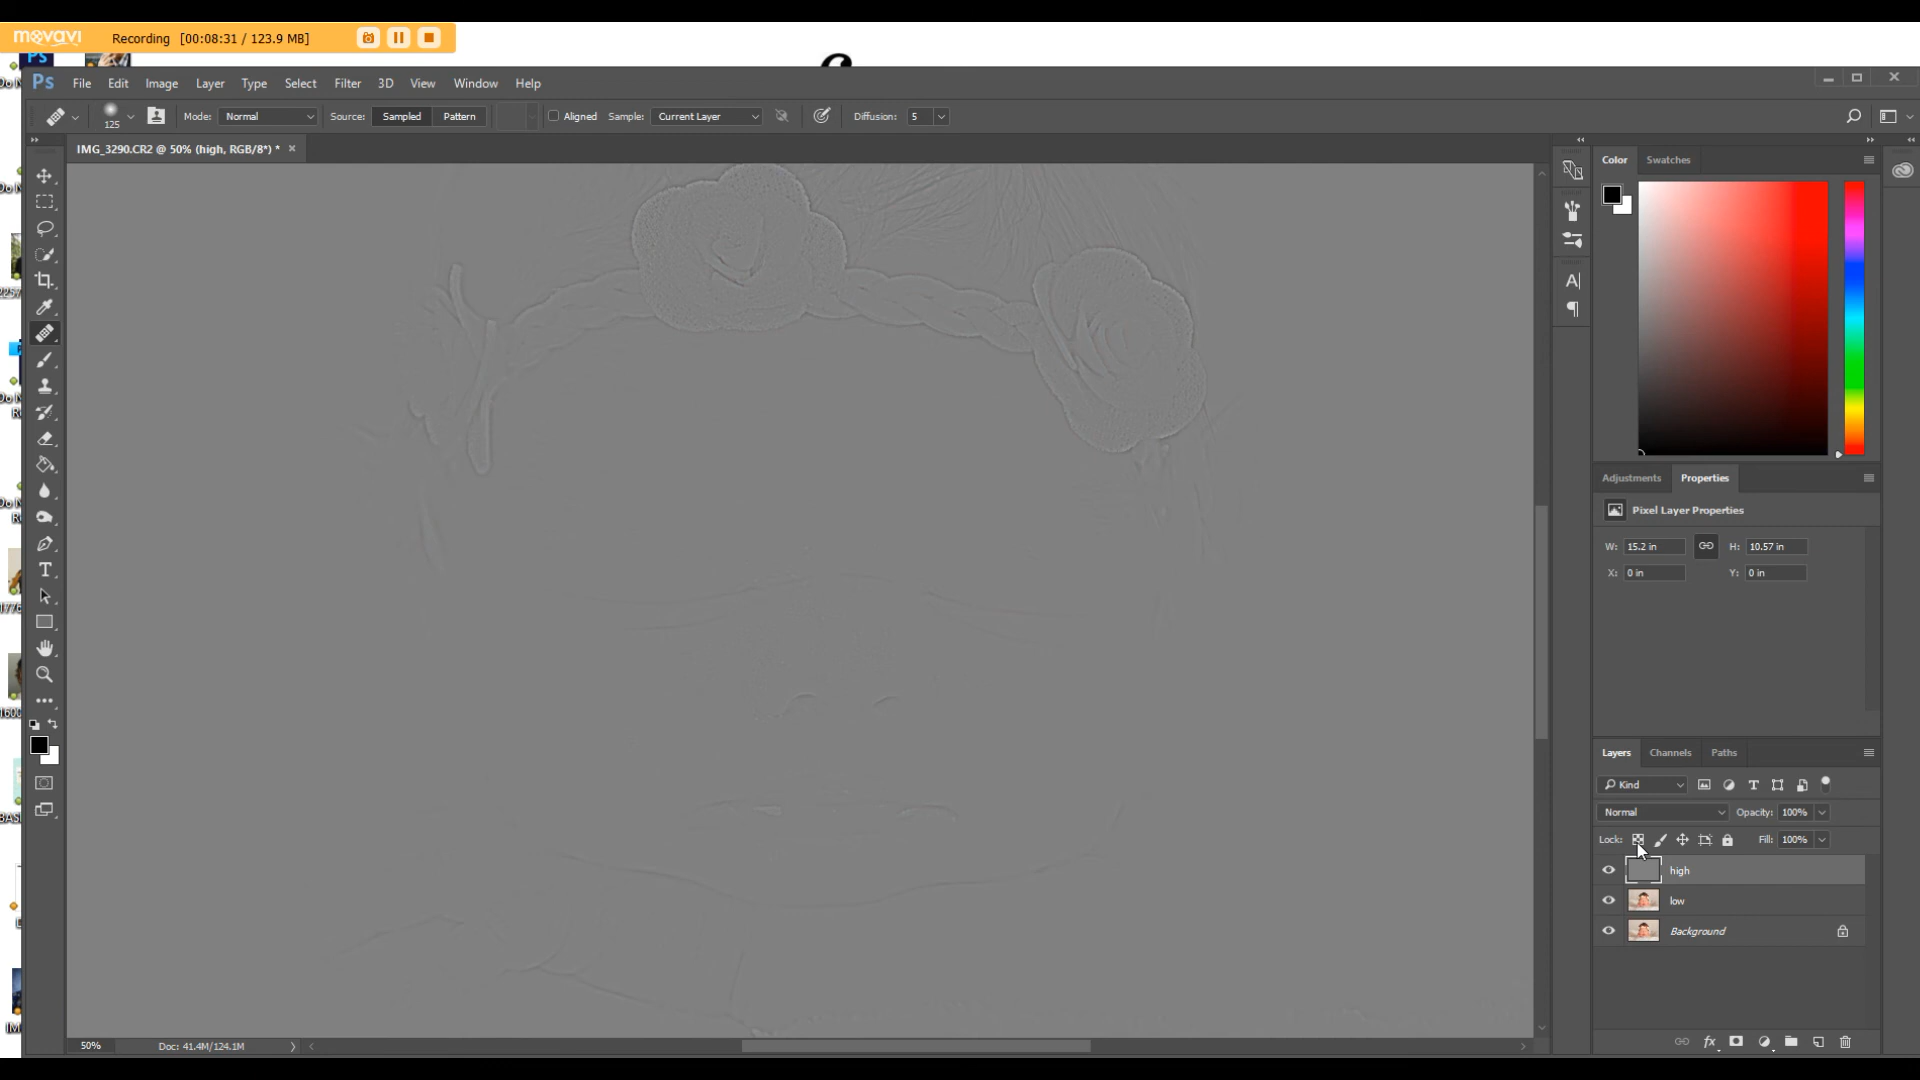 movavi Recording [00:08:31 / 123.9 MB]
Ps
Ps File Edit Image Layer Type Select Filter 3D View Window Help
125 Mode: Normal Source: Sampled Pattern Aligned Sample: Current Layer Diffusion: 5
IMG_3290.CR2 @ 50% (high, RGB/8*) * ×
Color Swatches
Adjustments Properties
Pixel Layer Properties
W: 15.2 in H: 10.57 in
X: 0 in Y: 0 in
Layers Channels Paths
Kind
Normal Opacity: 100%
Lock: Fill: 100%
high
low
Background
fx
50% Doc: 41.4M/124.1M